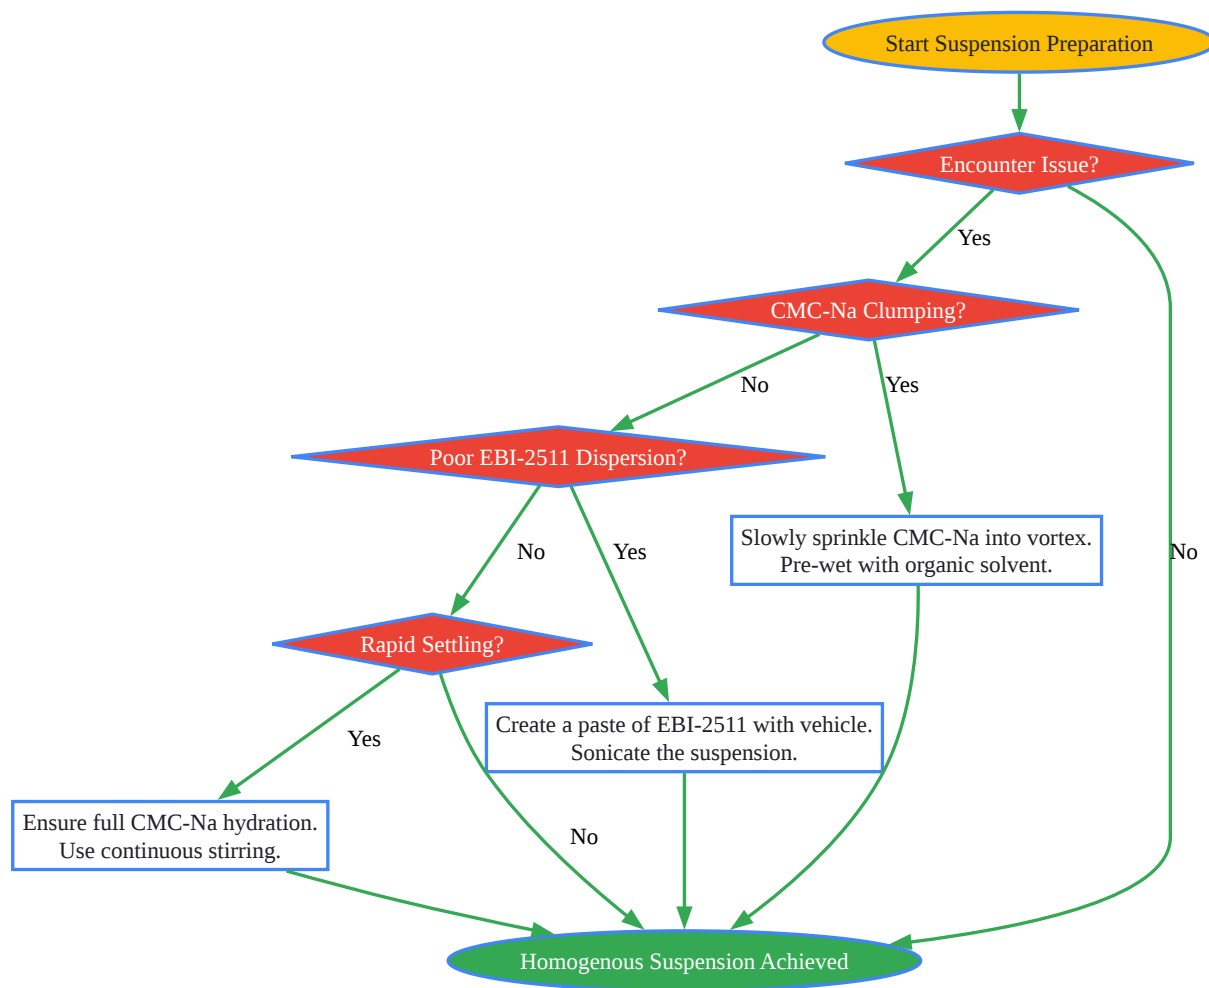 Start Suspension Preparation
Encounter Issue?
Yes
CMC-Na Clumping?
No
Yes
Poor EBI-2511 Dispersion?
Slowly sprinkle CMC-Na into vortex.
Pre-wet with organic solvent.
No
Yes
No
Rapid Settling?
Create a paste of EBI-2511 with vehicle.
Sonicate the suspension.
Yes
Ensure full CMC-Na hydration.
Use continuous stirring.
No
Homogenous Suspension Achieved